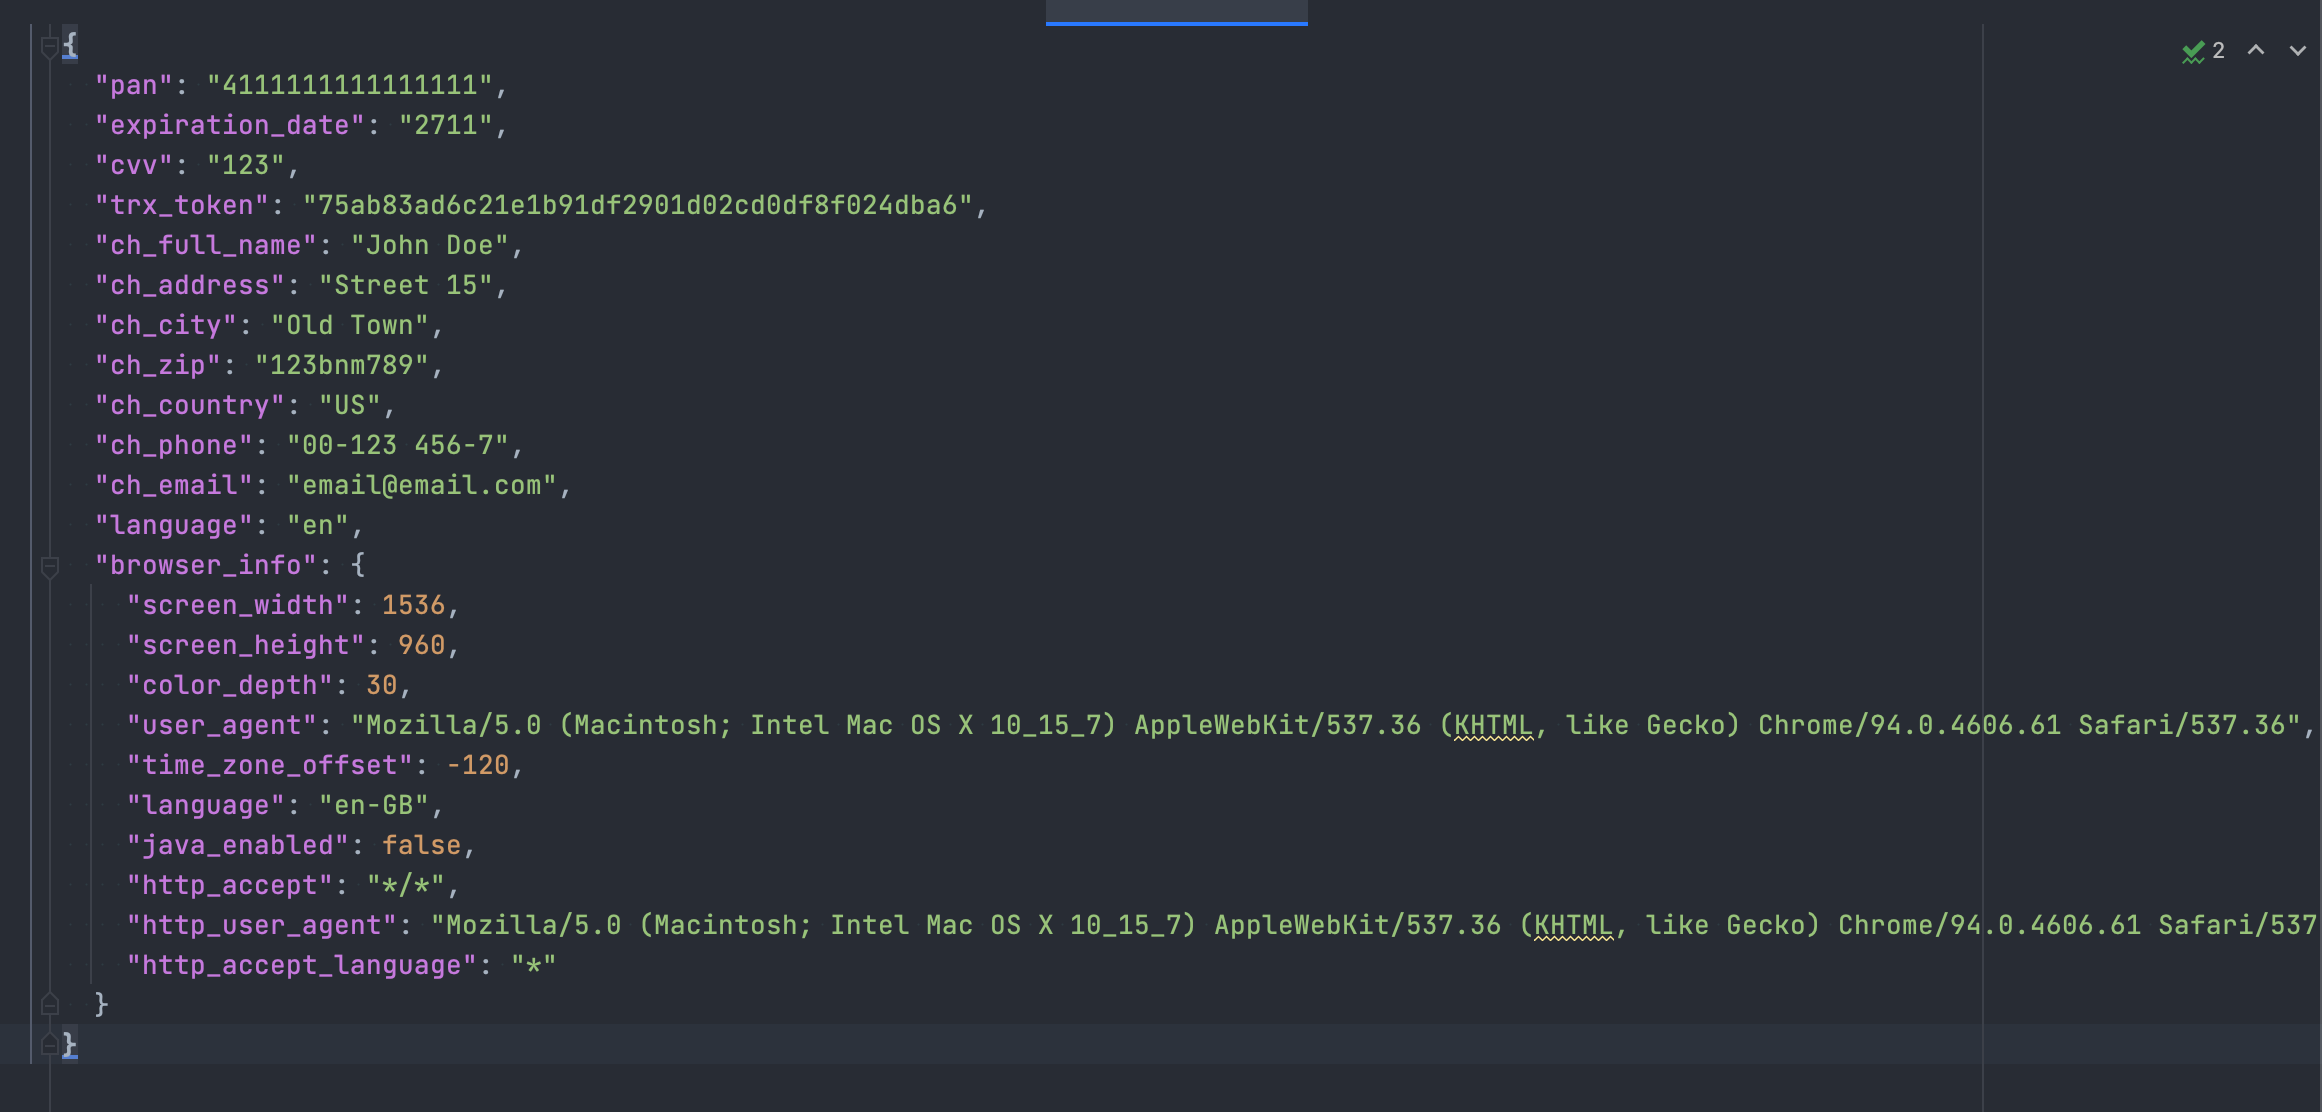 2
{
"pan": "4111111111111111",
"expiration_date": "2711",
"cvv": "123",
"trx_token": "75ab83ad6c21e1b91df2901d02cd0df8f024dba6",
"ch_full_name": "John Doe",
"ch_address": "Street 15",
"ch_city": "Old Town",
"ch_zip": "123bnm789",
"ch_country": "US",
"ch_phone": "00-123 456-7",
"ch_email": "email@email.com",
"language": "en",
"browser_info": {
"screen_width": 1536,
"screen_height": 960,
"color_depth": 30,
"user_agent": "Mozilla/5.0 (Macintosh; Intel Mac OS X 10_15_7) AppleWebKit/537.36 (KHTML, like Gecko) Chrome/94.0.4606.61 Safari/537.36",
"time_zone_offset": -120,
"language": "en-GB",
"java_enabled": false,
"http_accept": "*/*",
"http_user_agent": "Mozilla/5.0 (Macintosh; Intel Mac OS X 10_15_7) AppleWebKit/537.36 (KHTML, like Gecko) Chrome/94.0.4606.61 Safari/537
"http_accept_language": "*"
}
}